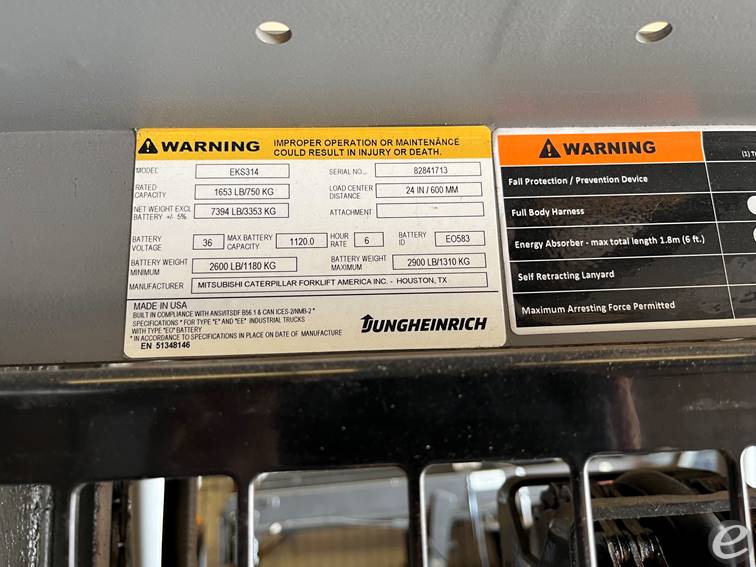 WARNING IMPROPER OPERATION OR MAINTENANCE
COULD RESULT IN INJURY OR DEATH.
MODEL EKS314 SERIAL NO.. 82841713
RATED CAPACITY 1653 LB/750 KG LOAD CENTER DISTANCE 24 IN / 600 MM
NET WEIGHT EXCL BATTERY +/- 5% 7394 LB/3353 KG ATTACHMENT
BATTERY VOLTAGE 36 MAX BATTERY CAPACITY 1120.0 HOUR RATE 6 BATTERY ID EO583
BATTERY WEIGHT MINIMUM 2600 LB/1180 KG BATTERY WEIGHT MAXIMUM 2900 LB/1310 KG
MANUFACTURER MITSUBISHI CATERPILLAR FORKLIFT AMERICA INC. - HOUSTON, TX
MADE IN USA
BUILT IN COMPLIANCE WITH ANSI/ITSDF B56.1 & CAN ICES-2/NMB-2 *
SPECIFICATIONS * FOR TYPE "E" AND "EE" INDUSTRIAL TRUCKS
WITH TYPE "EO" BATTERY
* IN ACCORDANCE TO SPECIFICATIONS IN PLACE ON DATE OF MANUFACTURE
EN 51348146
JUNGHEINRICH
WARNING
Fall Protection / Prevention Device
Full Body Harness
Energy Absorber - max total length 1.8m (6 ft.)
Self Retracting Lanyard
Maximum Arresting Force Permitted
e